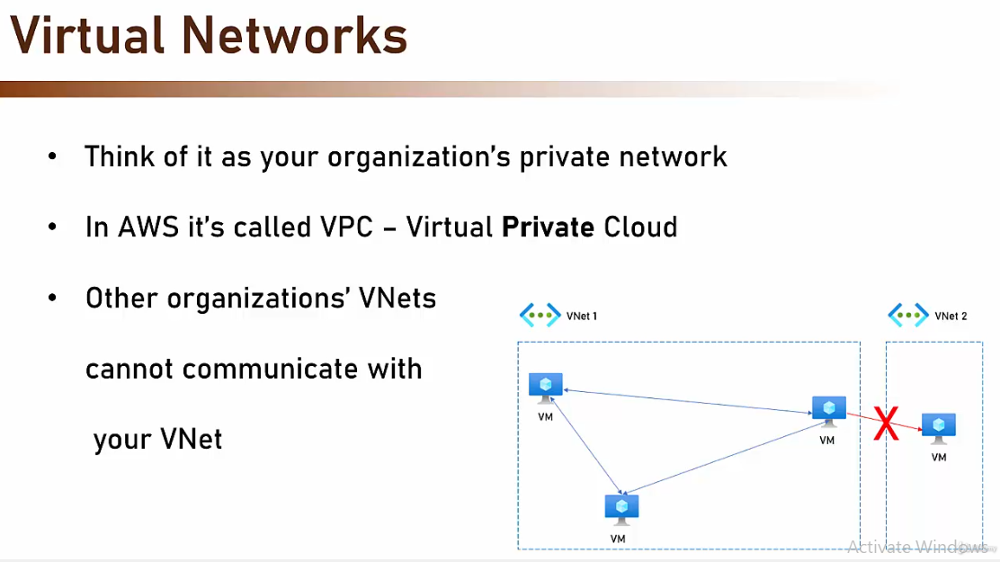 Virtual Networks
• Think of it as your organization's private network
• In AWS it's called VPC – Virtual Private Cloud
• Other organizations' VNets
cannot communicate with
your VNet
VNet 1
VNet 2
VM
VM
VM
VM
X
Activate Windows